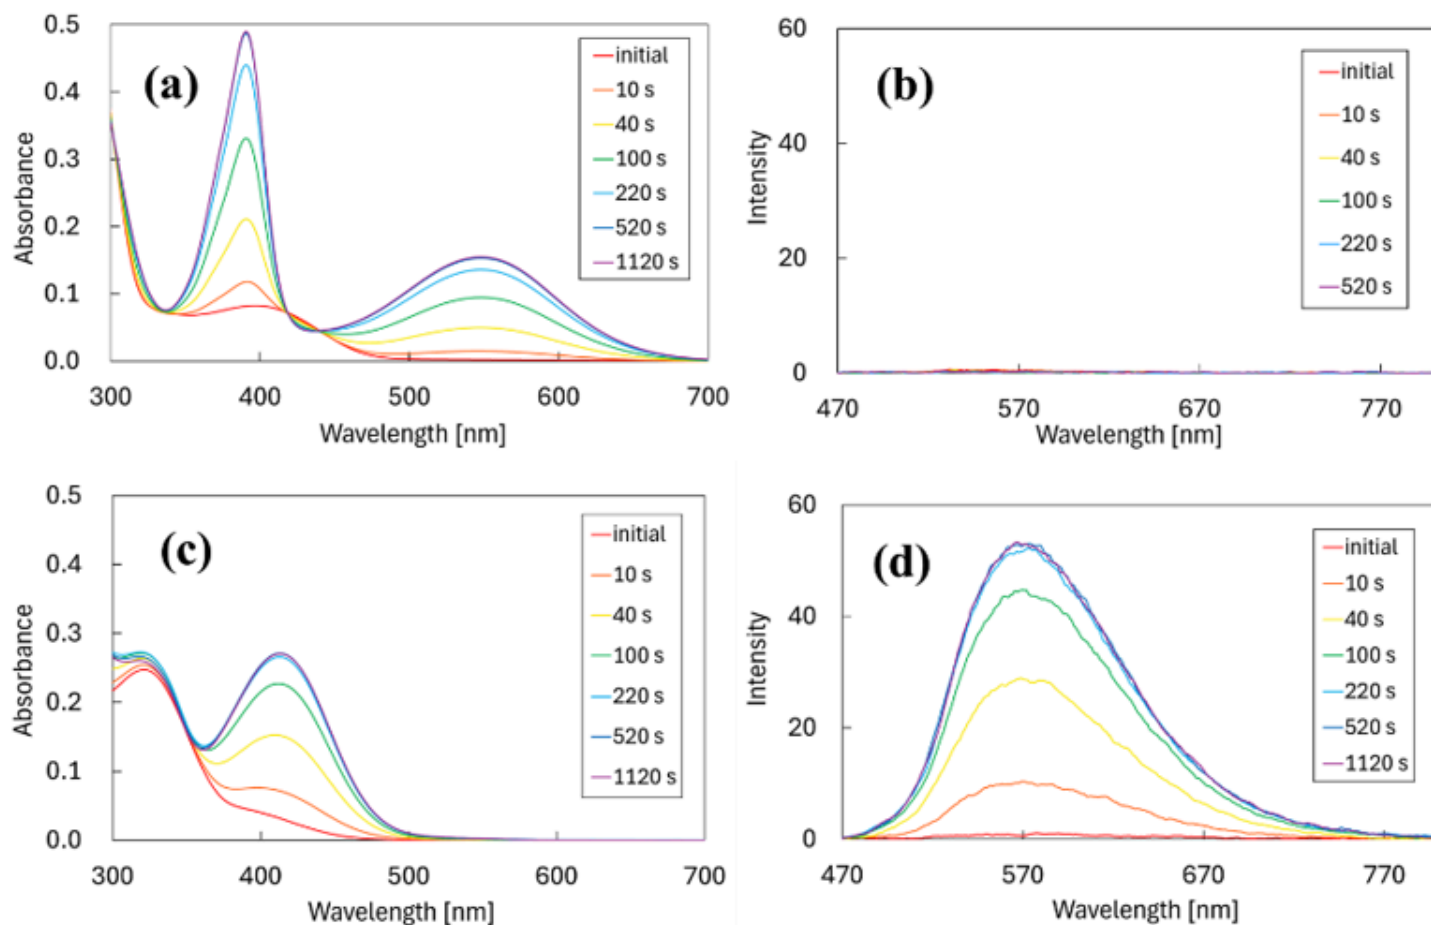 (a)
Absorbance
0.5
0.4
0.3
0.2
0.1
0.0
300 400 500 600 700
Wavelength [nm]
initial
10 s
40 s
100 s
220 s
520 s
1120 s
(b)
Intensity
60
40
20
0
470 570 670 770
Wavelength [nm]
initial
10 s
40 s
100 s
220 s
520 s
(c)
Absorbance
0.5
0.4
0.3
0.2
0.1
0.0
300 400 500 600 700
Wavelength [nm]
initial
10 s
40 s
100 s
220 s
520 s
1120 s
(d)
Intensity
60
40
20
0
470 570 670 770
Wavelength [nm]
initial
10 s
40 s
100 s
220 s
520 s
1120 s